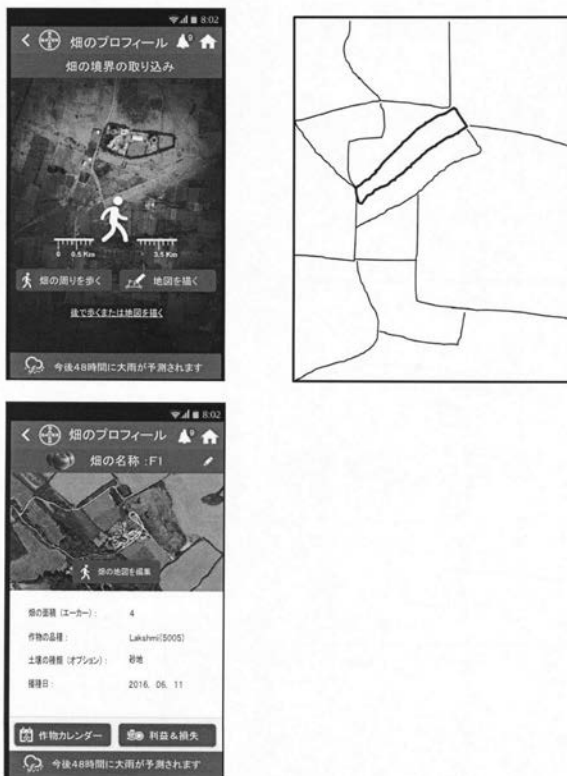 8:02
畑のプロフィール 9
畑の境界の取り込み
0 0.5 Km 3.5 Km
畑の周りを歩く 地図を描く
後で歩くまたは地図を描く
今後48時間に大雨が予測されます
8:02
畑のプロフィール 9
畑の名称 :F1
畑の地図を編集
畑の面積 (エーカー) : 4
作物の品種 : Lakshmi(5005)
土壌の種類 (オプション) : 砂地
播種日 : 2016. 06. 11
作物カレンダー 利益&損失
今後48時間に大雨が予測されます